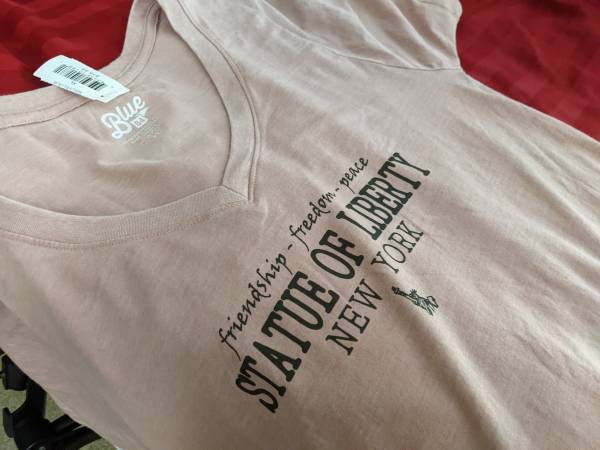 Blue
friendship - freedom - peace
STATUE OF LIBERTY
NEW YORK